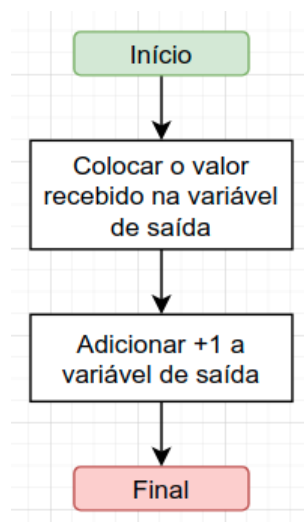 Início
Colocar o valor
recebido na variável
de saída
Adicionar +1 a
variável de saída
Final